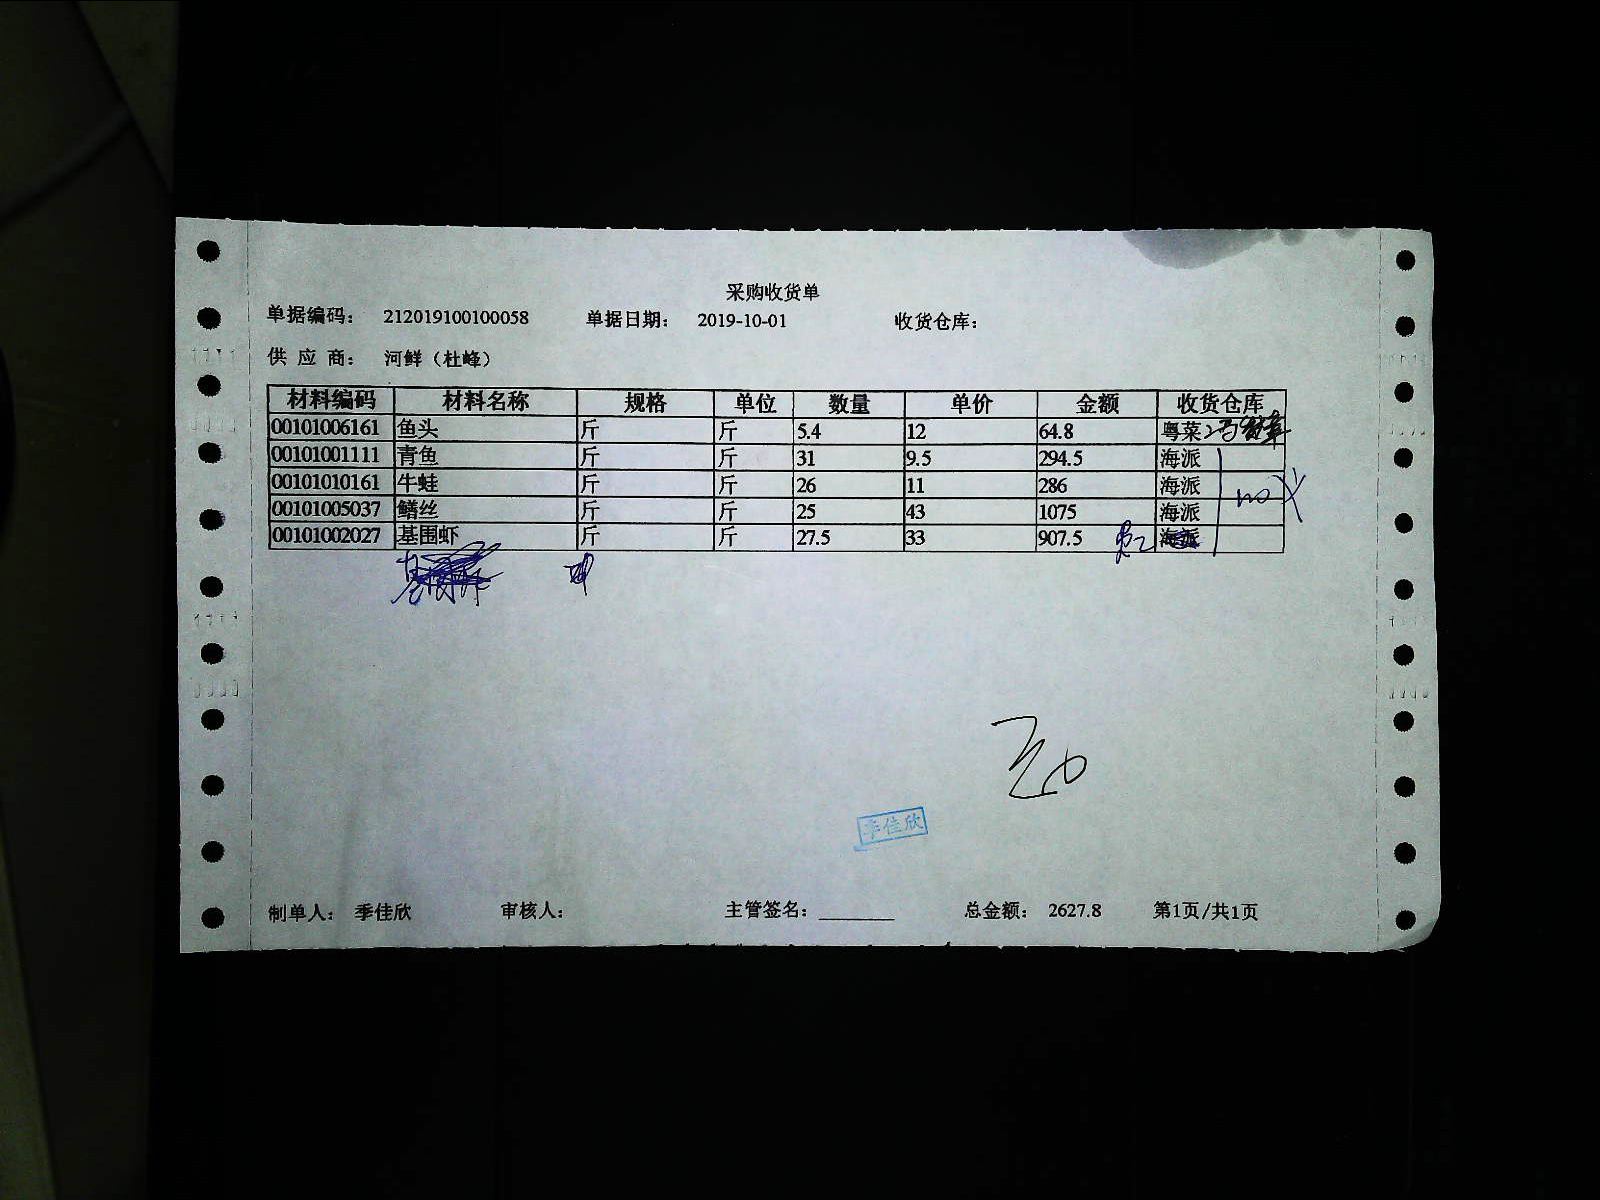 采购收货单
单据编码： 212019100100058 单据日期： 2019-10-01 收货仓库：
供 应 商： 河鲜（杜峰）
材料编码 材料名称 规格 单位 数量 单价 金额 收货仓库
00101006161 鱼头 斤 斤 5.4 12 64.8 粤菜
00101001111 青鱼 斤 斤 31 9.5 294.5 海派
00101010161 牛蛙 斤 斤 26 11 286 海派
00101005037 鳝丝 斤 斤 25 43 1075 海派
00101002027 基围虾 斤 斤 27.5 33 907.5 海派
季佳欣
制单人： 季佳欣 审核人： 主管签名：________ 总金额： 2627.8 第1页/共1页